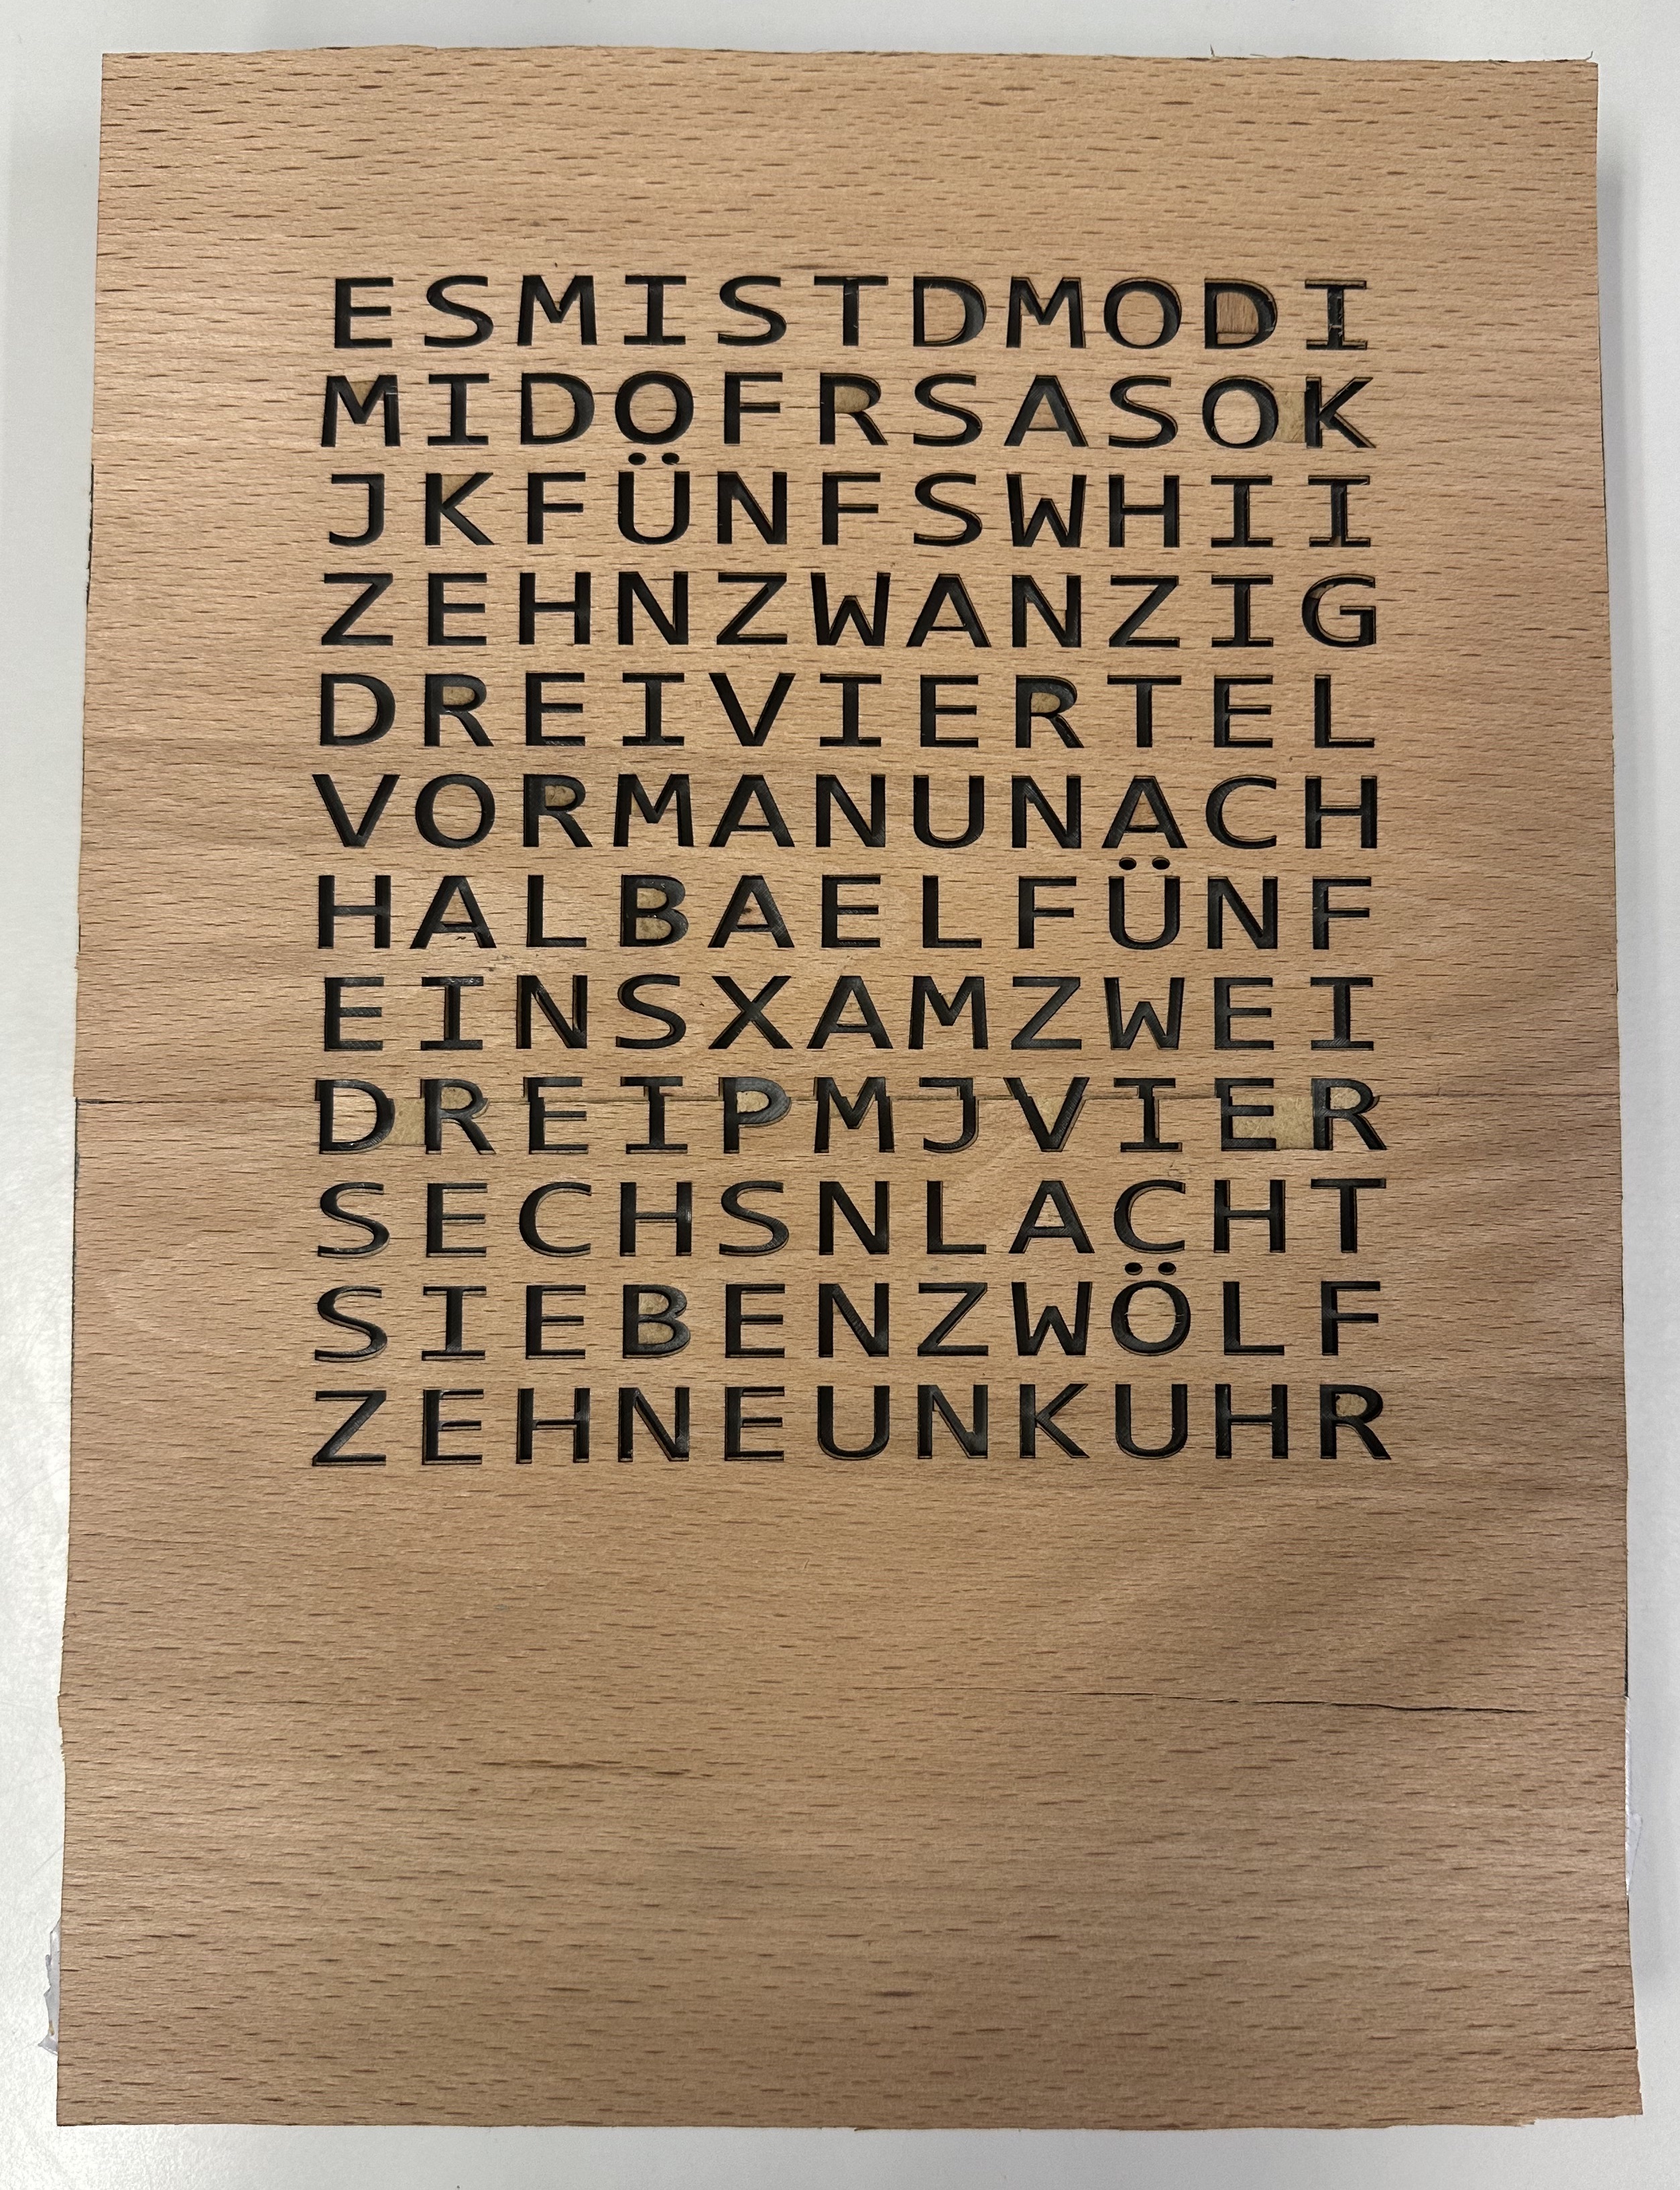 ESMISTDMODI
MIDOFRSASOK
JKFÜNFSWHII
ZEHNZWANZIG
DREIVIERTEL
VORMANUNACH
HALBAELFÜNF
EINSXAMZWEI
DREIPMJVIER
SECHSNLACHT
SIEBENZWÖLF
ZEHNEUNKUHR